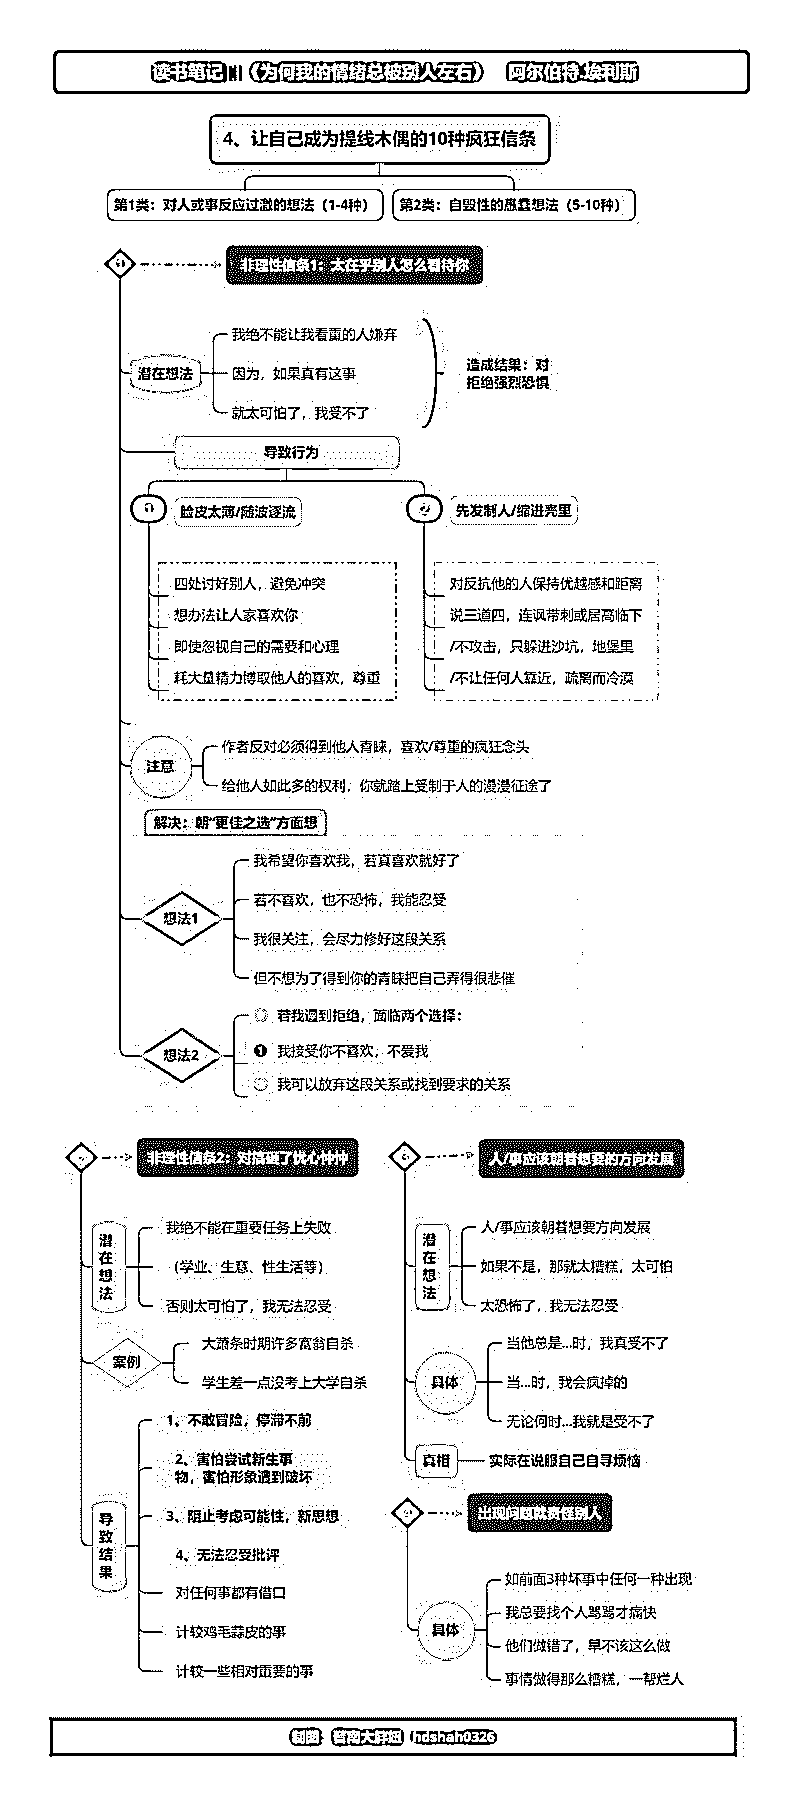 读书笔记 《为何我的情绪总被别人左右》 阿尔伯特.埃利斯
4、让自己成为提线木偶的10种疯狂信条
第1类：对人或事反应过激的想法（1-4种）
第2类：自毁性的愚蠢想法（5-10种）
非理性信条1：太在乎别人怎么看待你
潜在想法
我绝不能让我看重的人嫌弃
因为，如果真有这事
就太可怕了，我受不了
造成结果：对
拒绝强烈恐惧
导致行为
1
脸皮太薄/随波逐流
四处讨好别人，避免冲突
想办法让人家喜欢你
即使忽视自己的需要和心理
耗大量精力博取他人的喜欢，尊重
2
先发制人/缩进壳里
对反抗他的人保持优越感和距离
说三道四，连讽带刺或居高临下
/不攻击，只躲进沙坑，地堡里
/不让任何人靠近，疏离而冷漠
注意
作者反对必须得到他人青睐，喜欢/尊重的疯狂念头
给他人如此多的权利，你就踏上受制于人的漫漫征途了
解决：朝“更佳之选”方面想
想法1
我希望你喜欢我，若真喜欢就好了
若不喜欢，也不恐怖，我能忍受
我很关注，会尽力修好这段关系
但不想为了得到你的青睐把自己弄得很悲催
想法2
若我遇到拒绝，面临两个选择：
1 我接受你不喜欢，不爱我
我可以放弃这段关系或找到要求的关系
非理性信条2：对搞砸了忧心忡忡
潜在想法
我绝不能在重要任务上失败
（学业、生意、性生活等）
否则太可怕了，我无法忍受
案例
大萧条时期许多富翁自杀
学生差一点没考上大学自杀
导致结果
1、不敢冒险，停滞不前
2、害怕尝试新生事
物，害怕形象遭到破坏
3、阻止考虑可能性，新思想
4、无法忍受批评
对任何事都有借口
计较鸡毛蒜皮的事
计较一些相对重要的事
人/事应该朝着想要的方向发展
潜在想法
人/事应该朝着想要方向发展
如果不是，那就太糟糕，太可怕
太恐怖了，我无法忍受
具体
当他总是...时，我真受不了
当...时，我会疯掉的
无论何时...我就是受不了
真相
实际在说服自己自寻烦恼
出现问题就责怪别人
具体
如前面3种坏事中任何一种出现
我总要找个人骂骂才痛快
他们做错了，早不该这么做
事情做得那么糟糕，一帮烂人
制图 hdshah0326